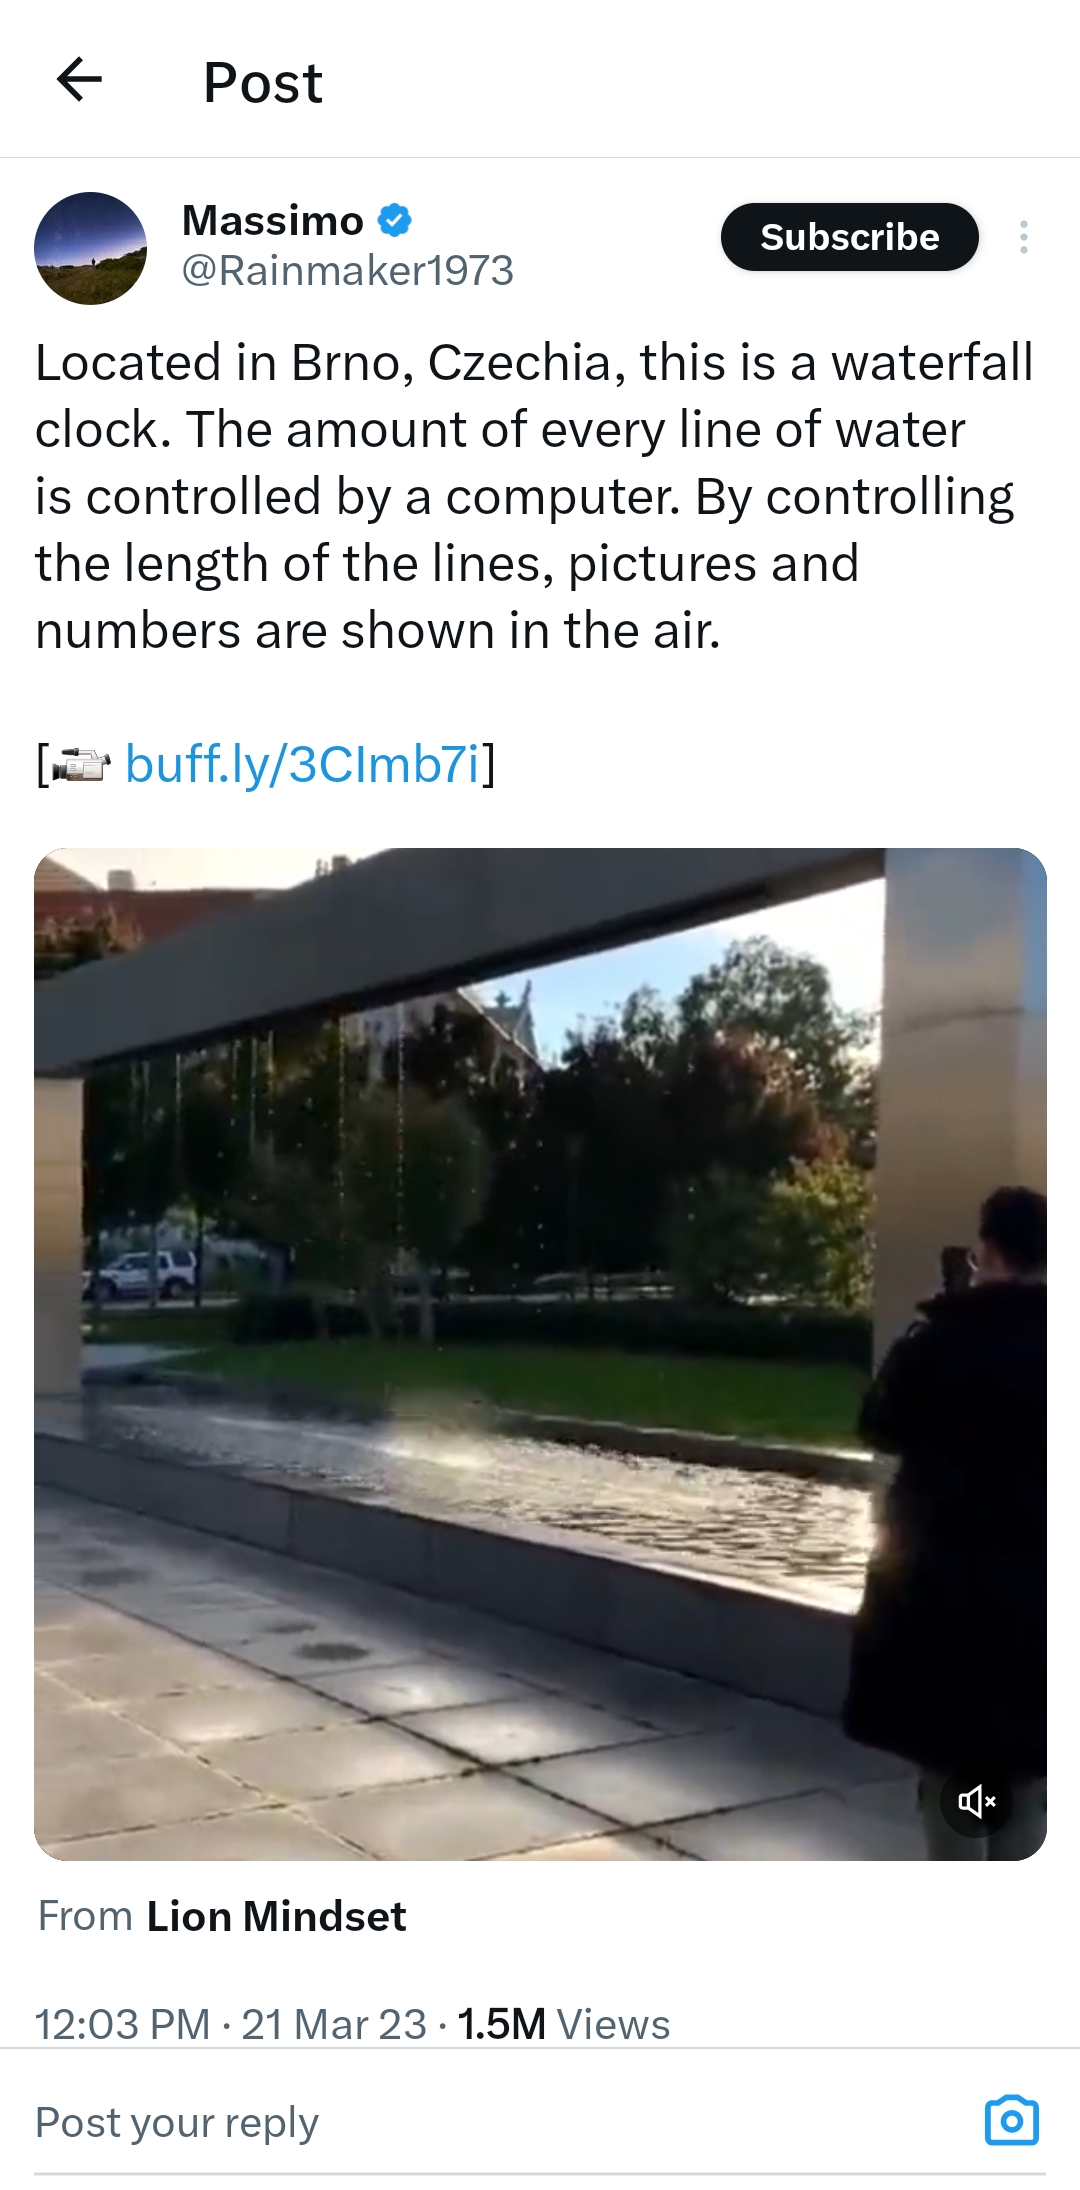 Post
Massimo
Subscribe
@Rainmaker1973
Located in Brno, Czechia, this is a waterfall
clock. The amount of every line of water
is controlled by a computer. By controlling
the length of the lines, pictures and
numbers are shown in the air.
[🎥 buff.ly/3CImb7i]
From Lion Mindset
12:03 PM · 21 Mar 23 · 1.5M Views
Post your reply